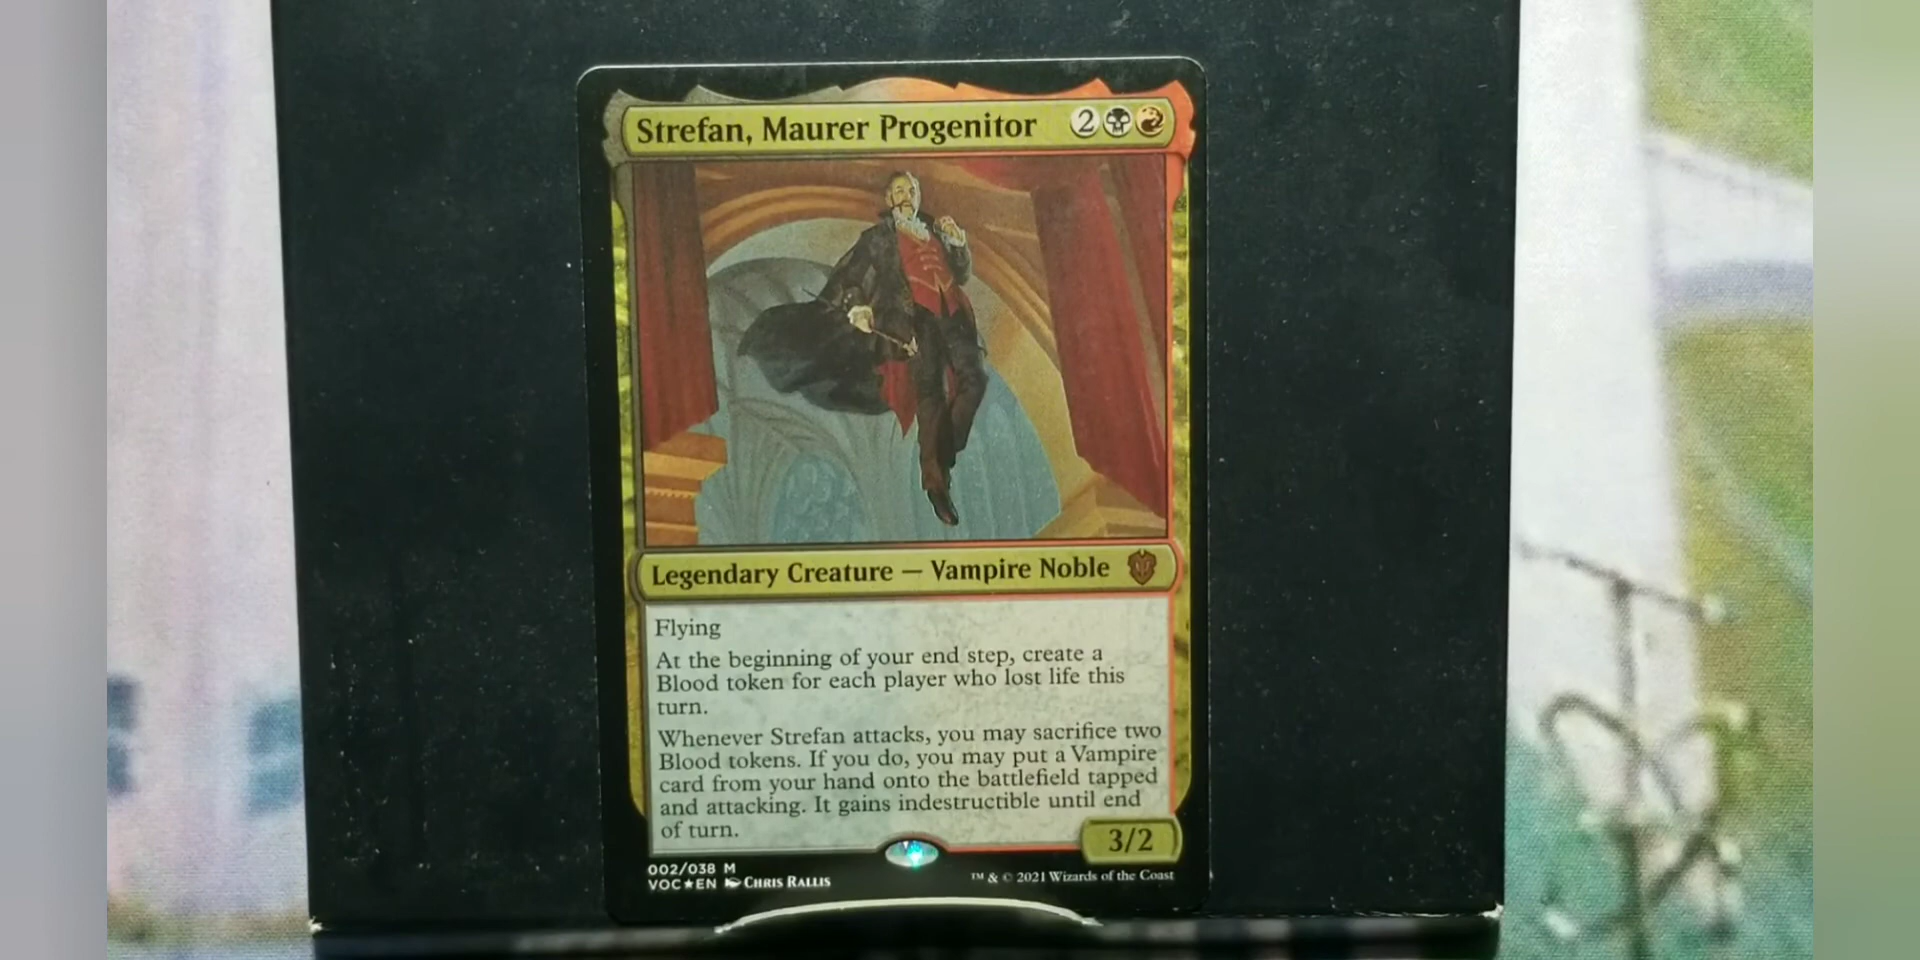 Strefan, Maurer Progenitor 2
Legendary Creature — Vampire Noble
Flying
At the beginning of your end step, create a
Blood token for each player who lost life this
turn.
Whenever Strefan attacks, you may sacrifice two
Blood tokens. If you do, you may put a Vampire
card from your hand onto the battlefield tapped
and attacking. It gains indestructible until end
of turn.
3/2
002/038 M
VOC★EN Chris Rallis
™ & © 2021 Wizards of the Coast